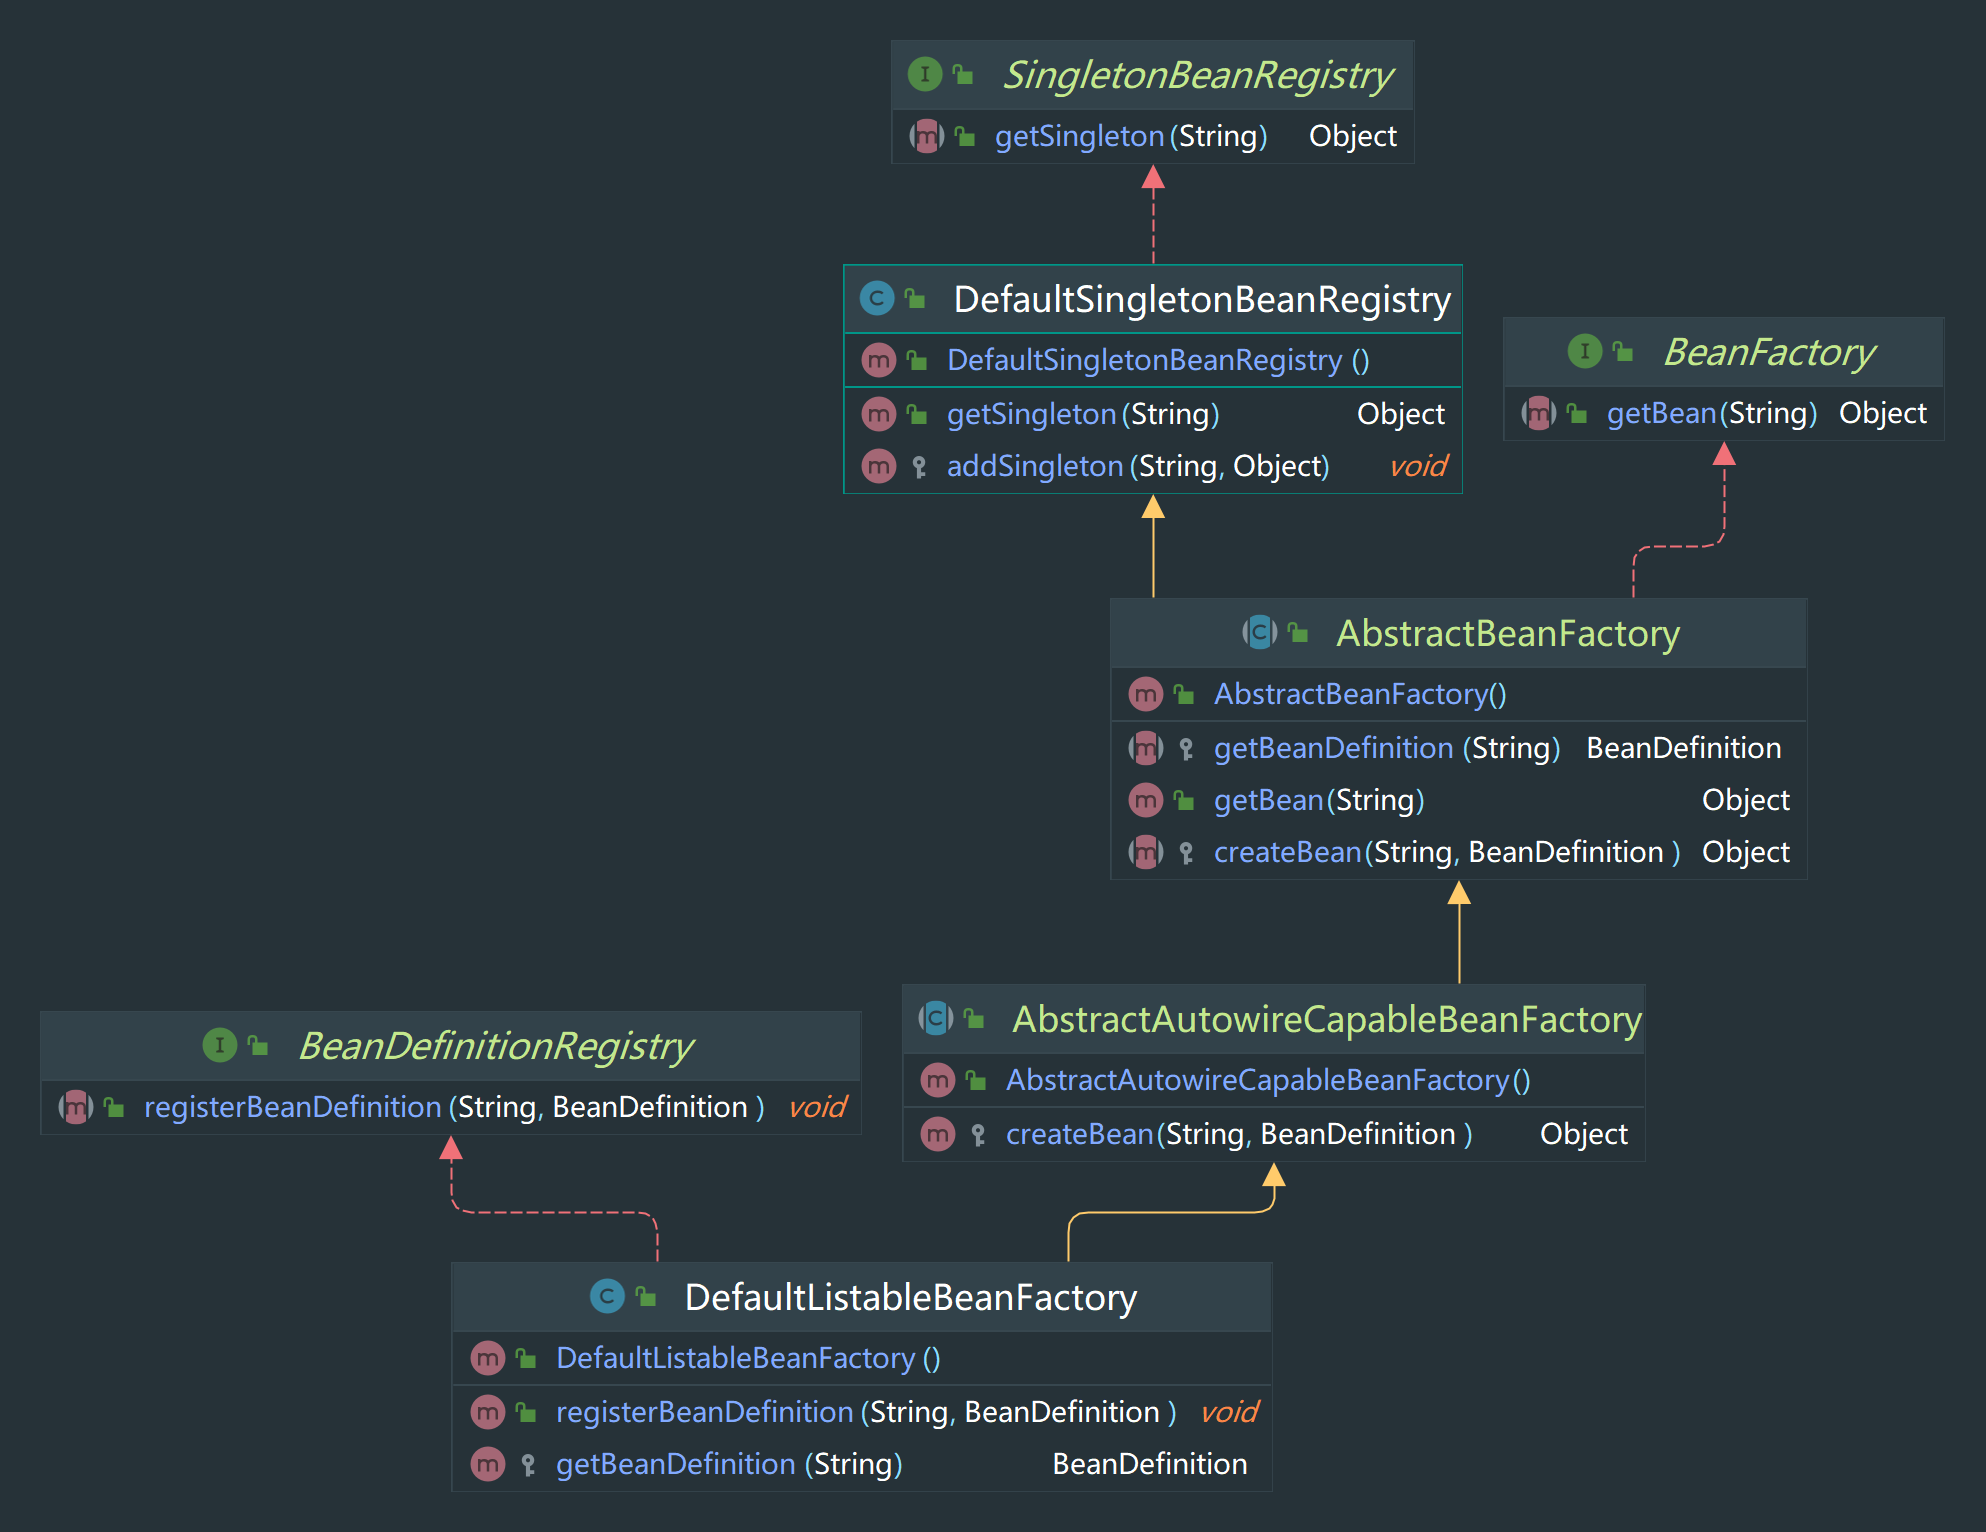 SingletonBeanRegistry
getSingleton(String) Object
DefaultSingletonBeanRegistry
DefaultSingletonBeanRegistry()
getSingleton(String) Object
addSingleton(String, Object) void
BeanFactory
getBean(String) Object
AbstractBeanFactory
AbstractBeanFactory()
getBeanDefinition(String) BeanDefinition
getBean(String) Object
createBean(String, BeanDefinition) Object
AbstractAutowireCapableBeanFactory
AbstractAutowireCapableBeanFactory()
createBean(String, BeanDefinition) Object
BeanDefinitionRegistry
registerBeanDefinition(String, BeanDefinition) void
DefaultListableBeanFactory
DefaultListableBeanFactory()
registerBeanDefinition(String, BeanDefinition) void
getBeanDefinition(String) BeanDefinition